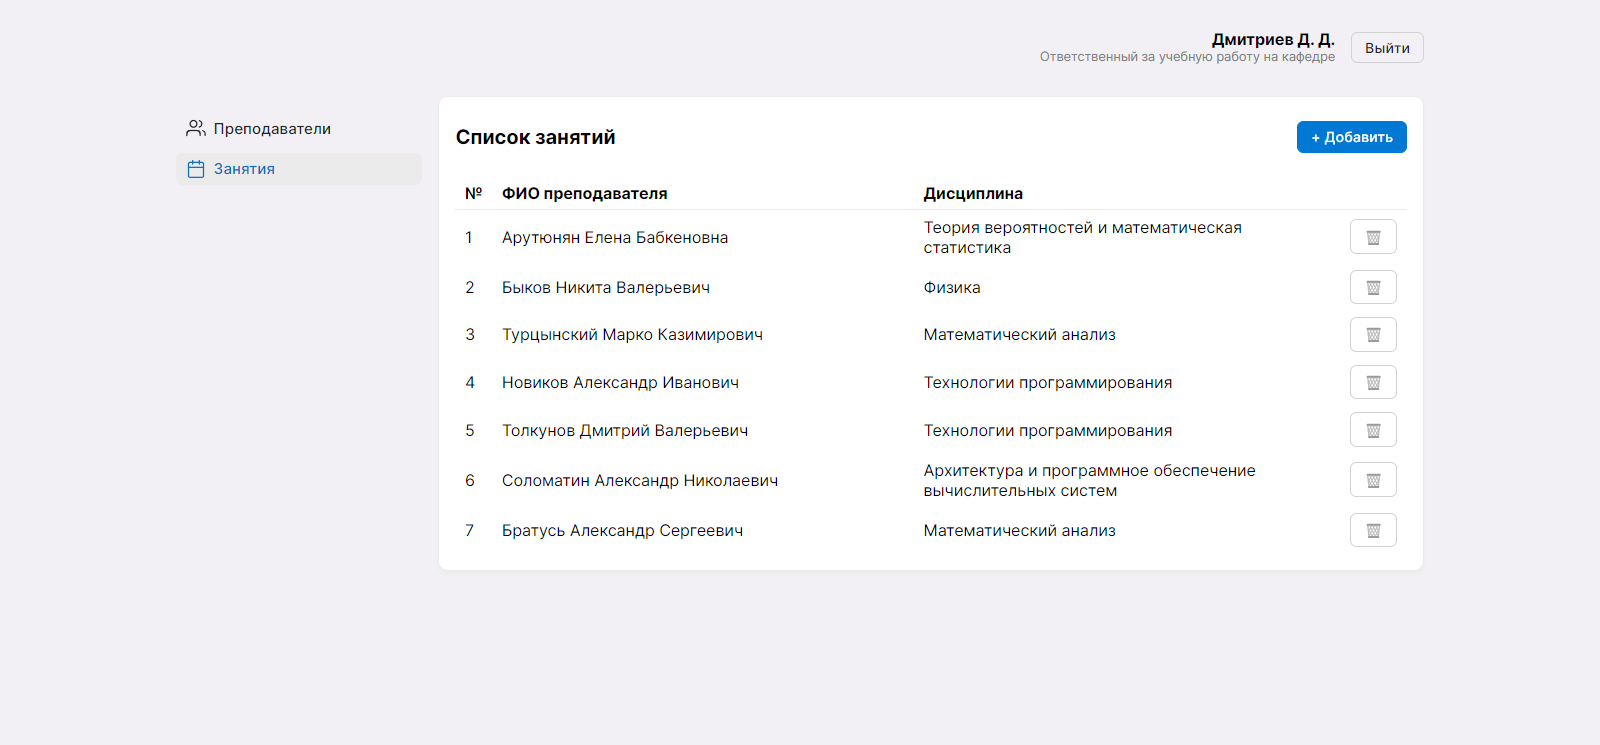 Дмитриев Д. Д.
Ответственный за учебную работу на кафедре
Выйти
Преподаватели
Занятия
Список занятий
+ Добавить
№ ФИО преподавателя Дисциплина
1 Арутюнян Елена Бабкеновна Теория вероятностей и математическая
статистика
2 Быков Никита Валерьевич Физика
3 Турцынский Марко Казимирович Математический анализ
4 Новиков Александр Иванович Технологии программирования
5 Толкунов Дмитрий Валерьевич Технологии программирования
6 Соломатин Александр Николаевич Архитектура и программное обеспечение
вычислительных систем
7 Братусь Александр Сергеевич Математический анализ